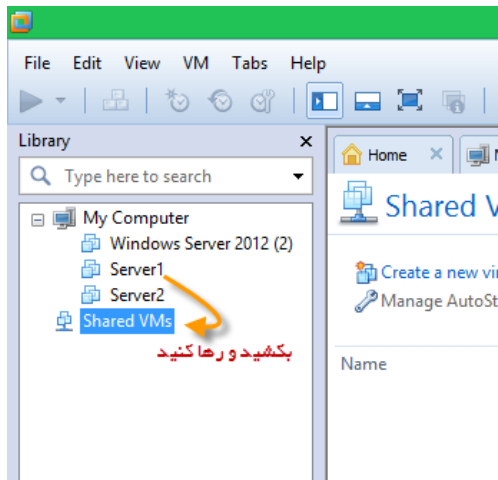 File Edit View VM Tabs Help
Library
Type here to search
Home
My Computer
Windows Server 2012 (2)
Server1
Server2
Shared VMs
بکشید و رها کنید
Shared V
Create a new vi
Manage AutoSt
Name